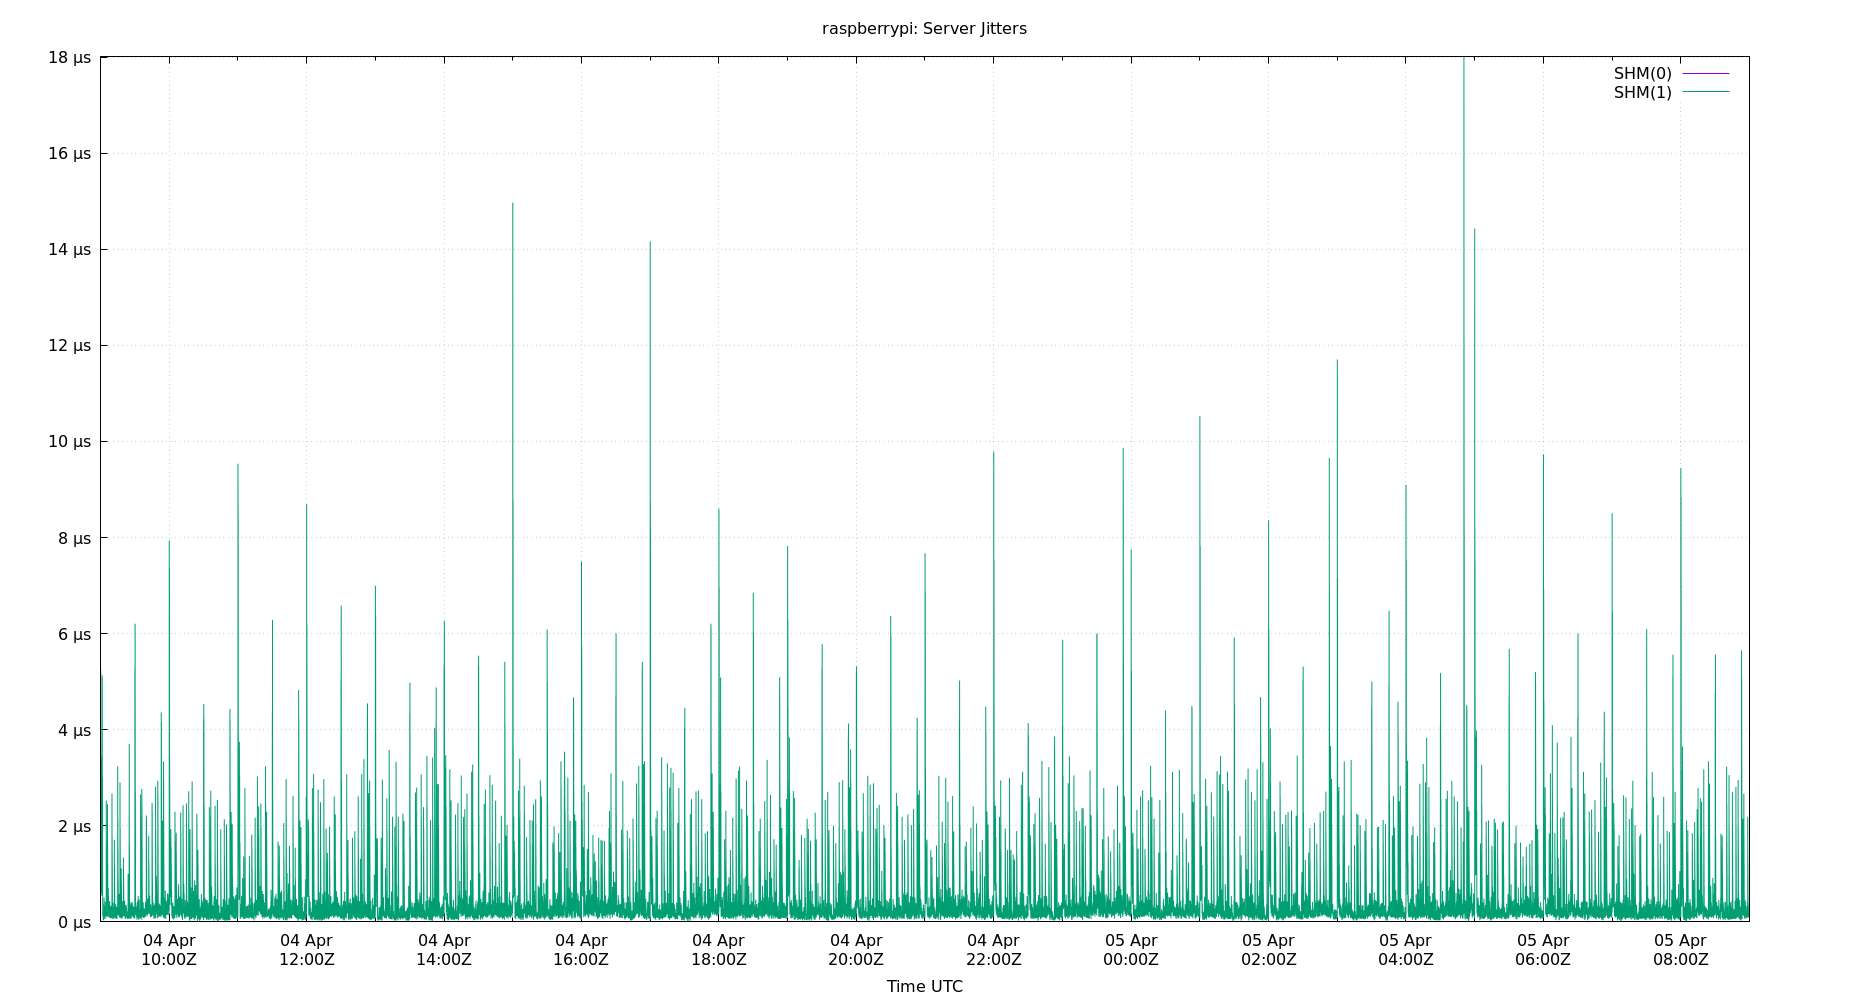 raspberrypi: Server Jitters
18 µs
16 µs
14 µs
12 µs
10 µs
8 µs
6 µs
4 µs
2 µs
0 µs
SHM(0)
SHM(1)
04 Apr 04 Apr 04 Apr 04 Apr 04 Apr 04 Apr 04 Apr 05 Apr 05 Apr 05 Apr 05 Apr 05 Apr
10:00Z 12:00Z 14:00Z 16:00Z 18:00Z 20:00Z 22:00Z 00:00Z 02:00Z 04:00Z 06:00Z 08:00Z
Time UTC